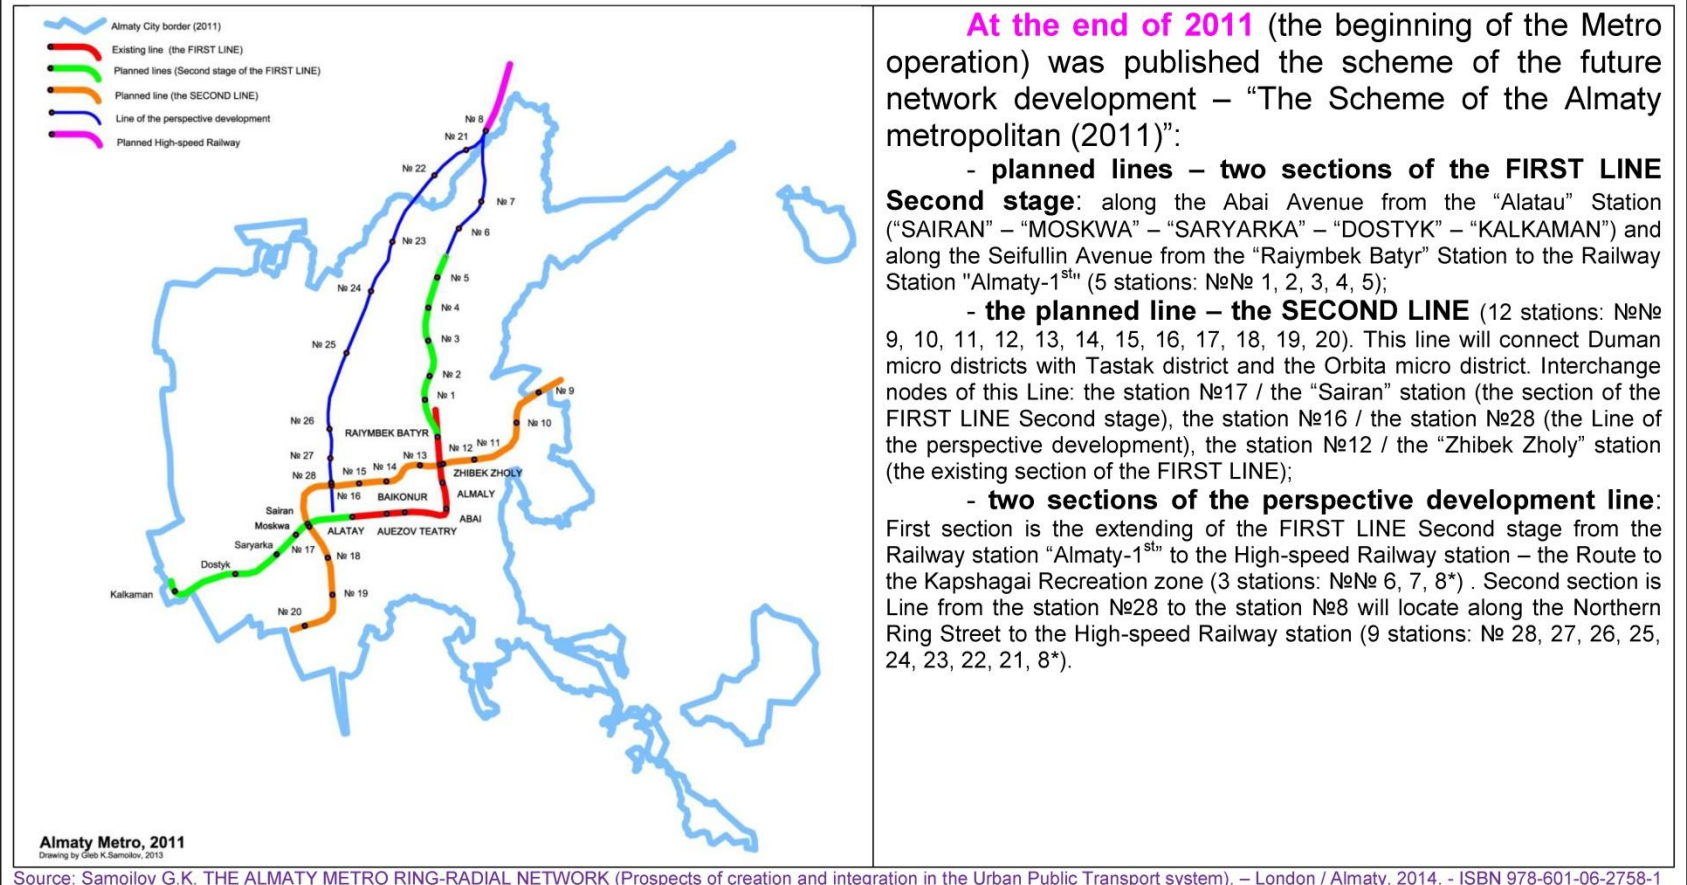 Almaty City border (2011)
Existing line (the FIRST LINE)
Planned lines (Second stage of the FIRST LINE)
Planned line (the SECOND LINE)
Line of the perspective development
Planned High-speed Railway
№ 8
№ 21
№ 22
№ 7
№ 6
№ 23
№ 5
№ 24
№ 4
№ 3
№ 25
№ 2
№ 9
№ 1
№ 26
№ 10
RAIYMBEK BATYR
№ 11
№ 12
№ 27
№ 13
№ 14
№ 15
№ 28
ZHIBEK ZHOLY
№ 16
BAIKONUR
ALMALY
Sairan
ABAI
Moskwa
ALATAY
AUEZOV TEATRY
Saryarka
№ 17
№ 18
Dostyk
Kalkaman
№ 19
№ 20
Almaty Metro, 2011
Drawing by Gleb K.Samoilov, 2013
At the end of 2011 (the beginning of the Metro
operation) was published the scheme of the future
network development – “The Scheme of the Almaty
metropolitan (2011)”:
- planned lines – two sections of the FIRST LINE
Second stage: along the Abai Avenue from the “Alatau” Station
(“SAIRAN” – “MOSKWA” – “SARYARKA” – “DOSTYK” – “KALKAMAN”) and
along the Seifullin Avenue from the “Raiymbek Batyr” Station to the Railway
Station "Almaty-1st" (5 stations: №№ 1, 2, 3, 4, 5);
- the planned line – the SECOND LINE (12 stations: №№
9, 10, 11, 12, 13, 14, 15, 16, 17, 18, 19, 20). This line will connect Duman
micro districts with Tastak district and the Orbita micro district. Interchange
nodes of this Line: the station №17 / the “Sairan” station (the section of the
FIRST LINE Second stage), the station №16 / the station №28 (the Line of
the perspective development), the station №12 / the “Zhibek Zholy” station
(the existing section of the FIRST LINE);
- two sections of the perspective development line:
First section is the extending of the FIRST LINE Second stage from the
Railway station “Almaty-1st” to the High-speed Railway station – the Route to
the Kapshagai Recreation zone (3 stations: №№ 6, 7, 8*) . Second section is
Line from the station №28 to the station №8 will locate along the Northern
Ring Street to the High-speed Railway station (9 stations: № 28, 27, 26, 25,
24, 23, 22, 21, 8*).
Source: Samoilov G.K. THE ALMATY METRO RING-RADIAL NETWORK (Prospects of creation and integration in the Urban Public Transport system). – London / Almaty, 2014. - ISBN 978-601-06-2758-1